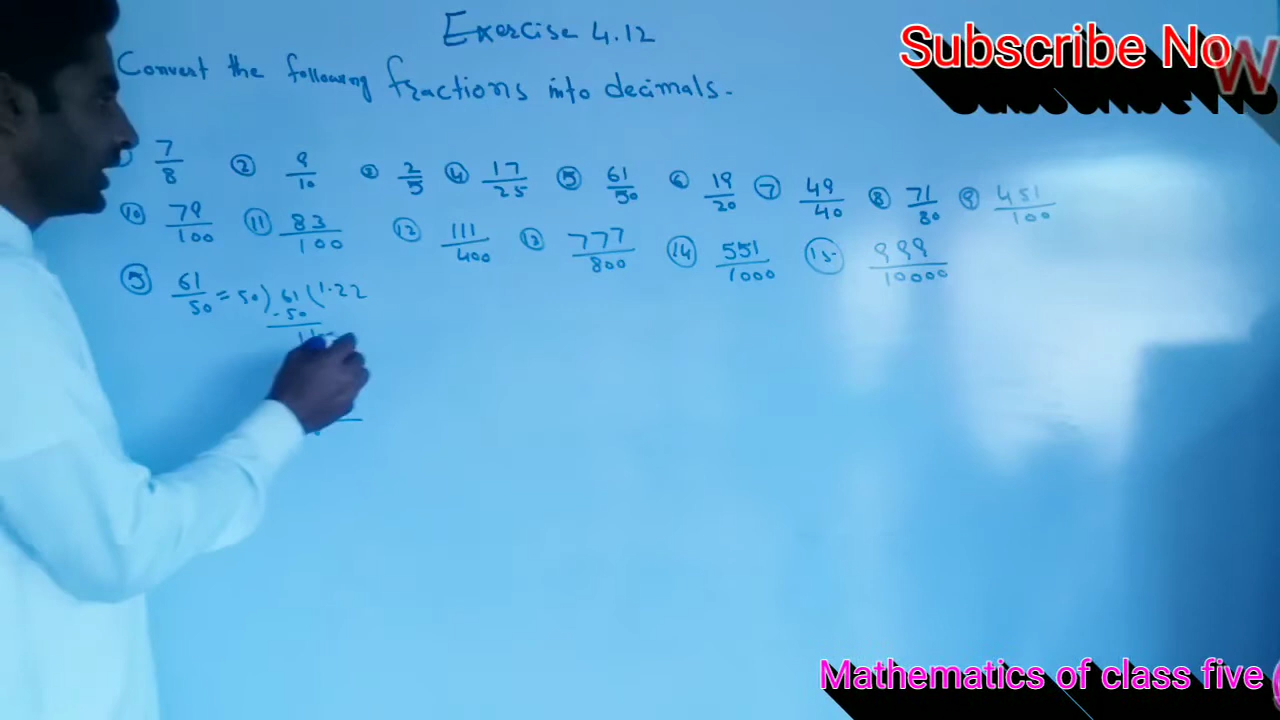 Exercise 4.12
Subscribe No
W
Convert the following fractions into decimals.
7/8 ② 9/10 ③ 2/5 ④ 17/25 ⑤ 61/50 ⑥ 19/20 ⑦ 49/40 ⑧ 71/80 ⑨ 451/100
⑩ 79/100 ⑪ 83/100 ⑫ 111/400 ⑬ 777/800 ⑭ 551/1000 ⑮ 999/10000
⑤ 61/50 = 50) 61 (1.22
-50
11
Mathematics of class five